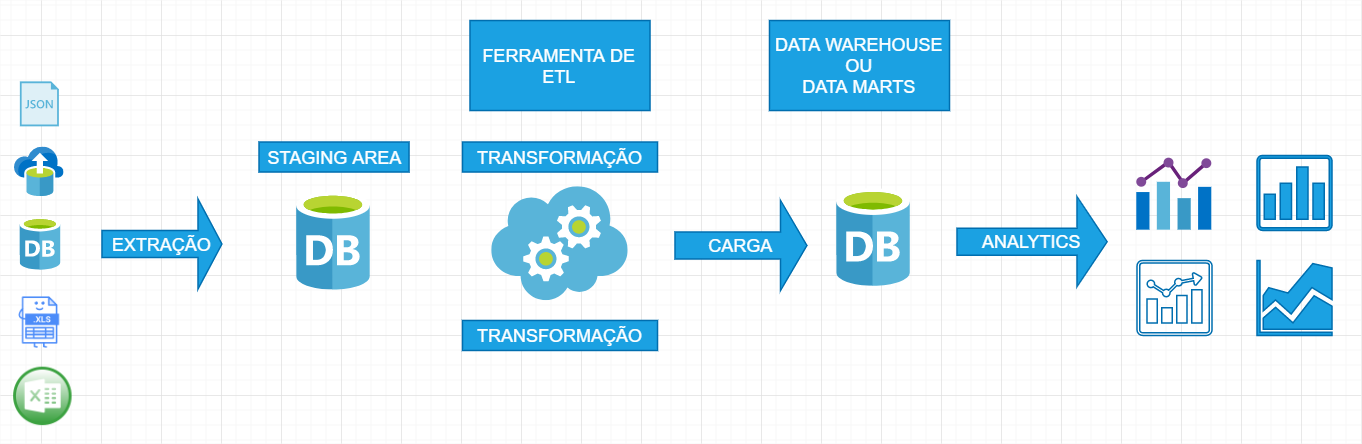 FERRAMENTA DE
ETL
DATA WAREHOUSE
OU
DATA MARTS
JSON
STAGING AREA
TRANSFORMAÇÃO
DB
EXTRAÇÃO
DB
CARGA
DB
ANALYTICS
.XLS
TRANSFORMAÇÃO
X